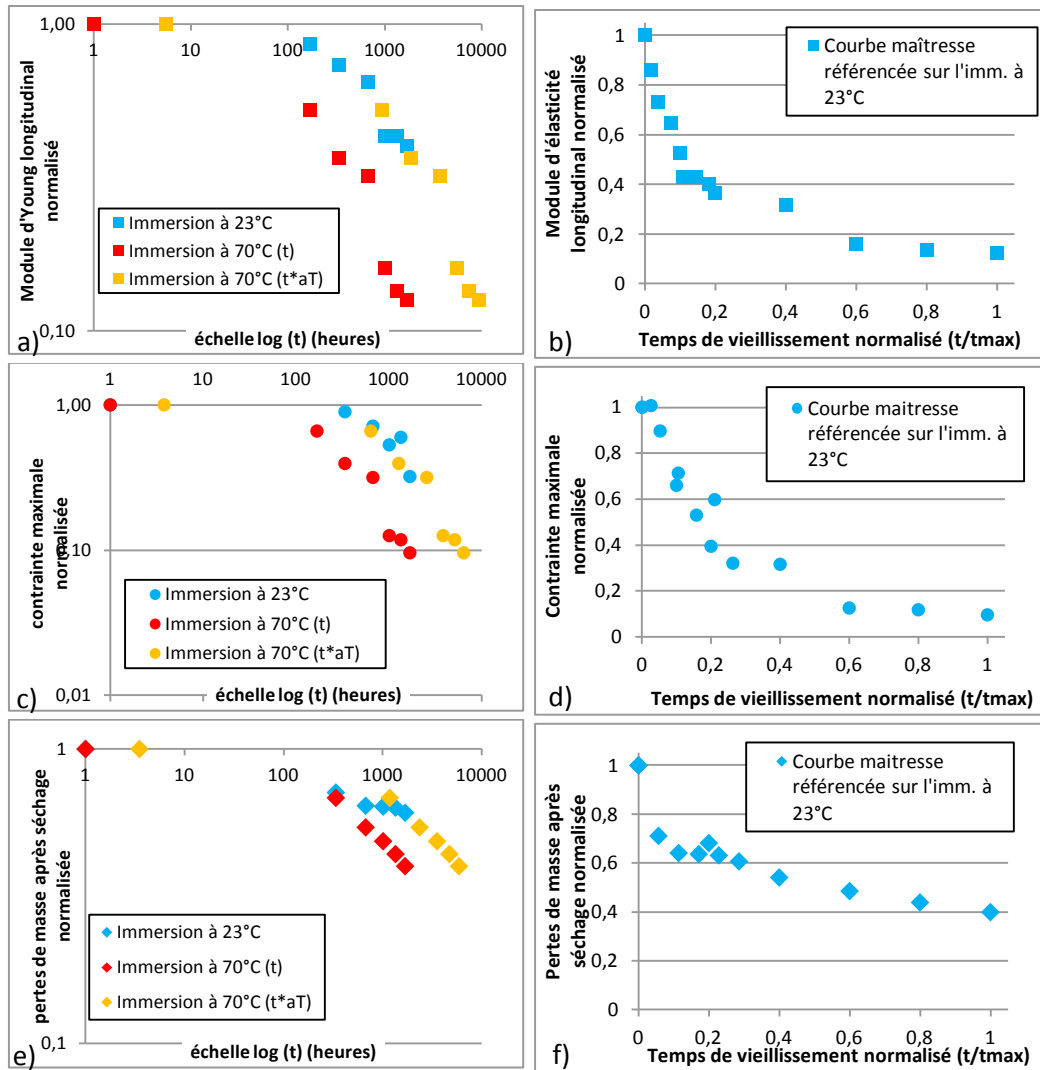 1,00
1
10
100
1000
10000
Module d'Young longitudinal
normalisé
Immersion à 23°C
Immersion à 70°C (t)
Immersion à 70°C (t*aT)
0,10
échelle log (t) (heures)
a)
1
0,8
0,6
0,4
0,2
0
Module d'élasticité
longitudinal normalisé
Courbe maîtresse
référencée sur l'imm. à
23°C
0
0,2
0,4
0,6
0,8
1
Temps de vieillissement normalisé (t/tmax)
b)
1
10
100
1000
10000
1,00
0,10
0,01
contrainte maximale
normalisée
Immersion à 23°C
Immersion à 70°C (t)
Immersion à 70°C (t*aT)
échelle log (t) (heures)
c)
1
0,8
0,6
0,4
0,2
0
Contrainte maximale
normalisée
Courbe maitresse
référencée sur l'imm. à
23°C
0
0,2
0,4
0,6
0,8
1
Temps de vieillissement normalisé (t/tmax)
d)
1
1
10
100
1000
10000
pertes de masse après séchage
normalisée
Immersion à 23°C
Immersion à 70°C (t)
Immersion à 70°C (t*aT)
0,1
échelle log (t) (heures)
e)
1
0,8
0,6
0,4
0,2
0
Pertes de masse après
séchage normalisée
Courbe maitresse
référencée sur l'imm. à
23°C
0
0,2
0,4
0,6
0,8
1
Temps de vieillissement normalisé (t/tmax)
f)